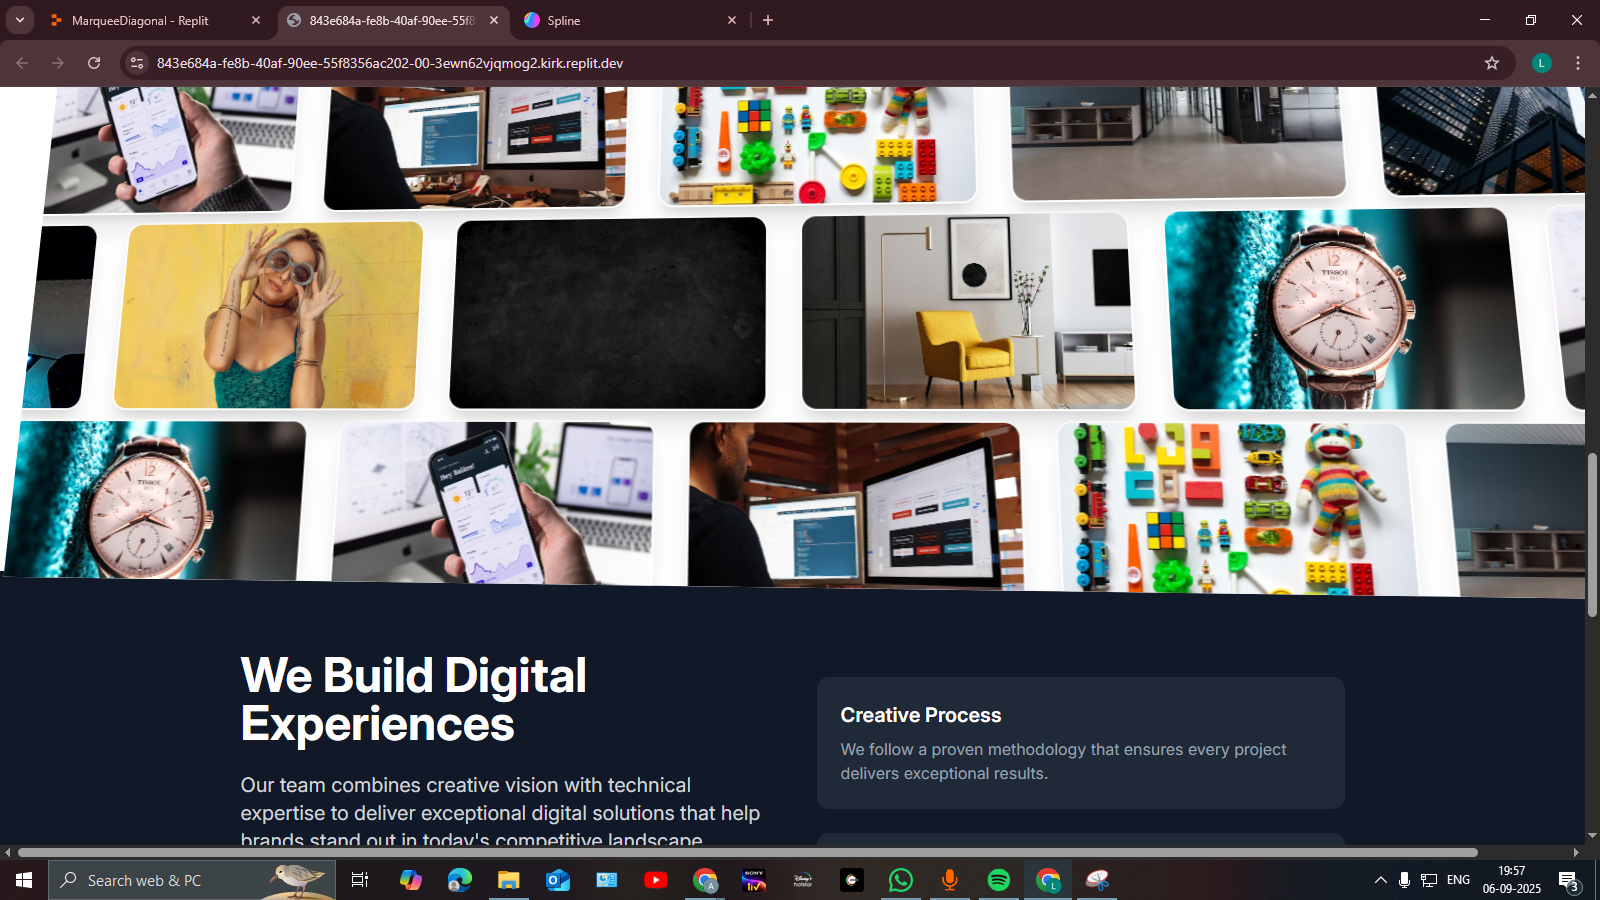 MarqueeDiagonal - Replit
843e684a-fe8b-40af-90ee-55f8
Spline
843e684a-fe8b-40af-90ee-55f8356ac202-00-3ewn62vjqmog2.kirk.replit.dev
L
TISSOT
TISSOT
We Build Digital
Experiences
Our team combines creative vision with technical
expertise to deliver exceptional digital solutions that help
brands stand out in today's competitive landscape
Creative Process
We follow a proven methodology that ensures every project
delivers exceptional results.
Search web & PC
ENG
19:57
06-09-2025
3